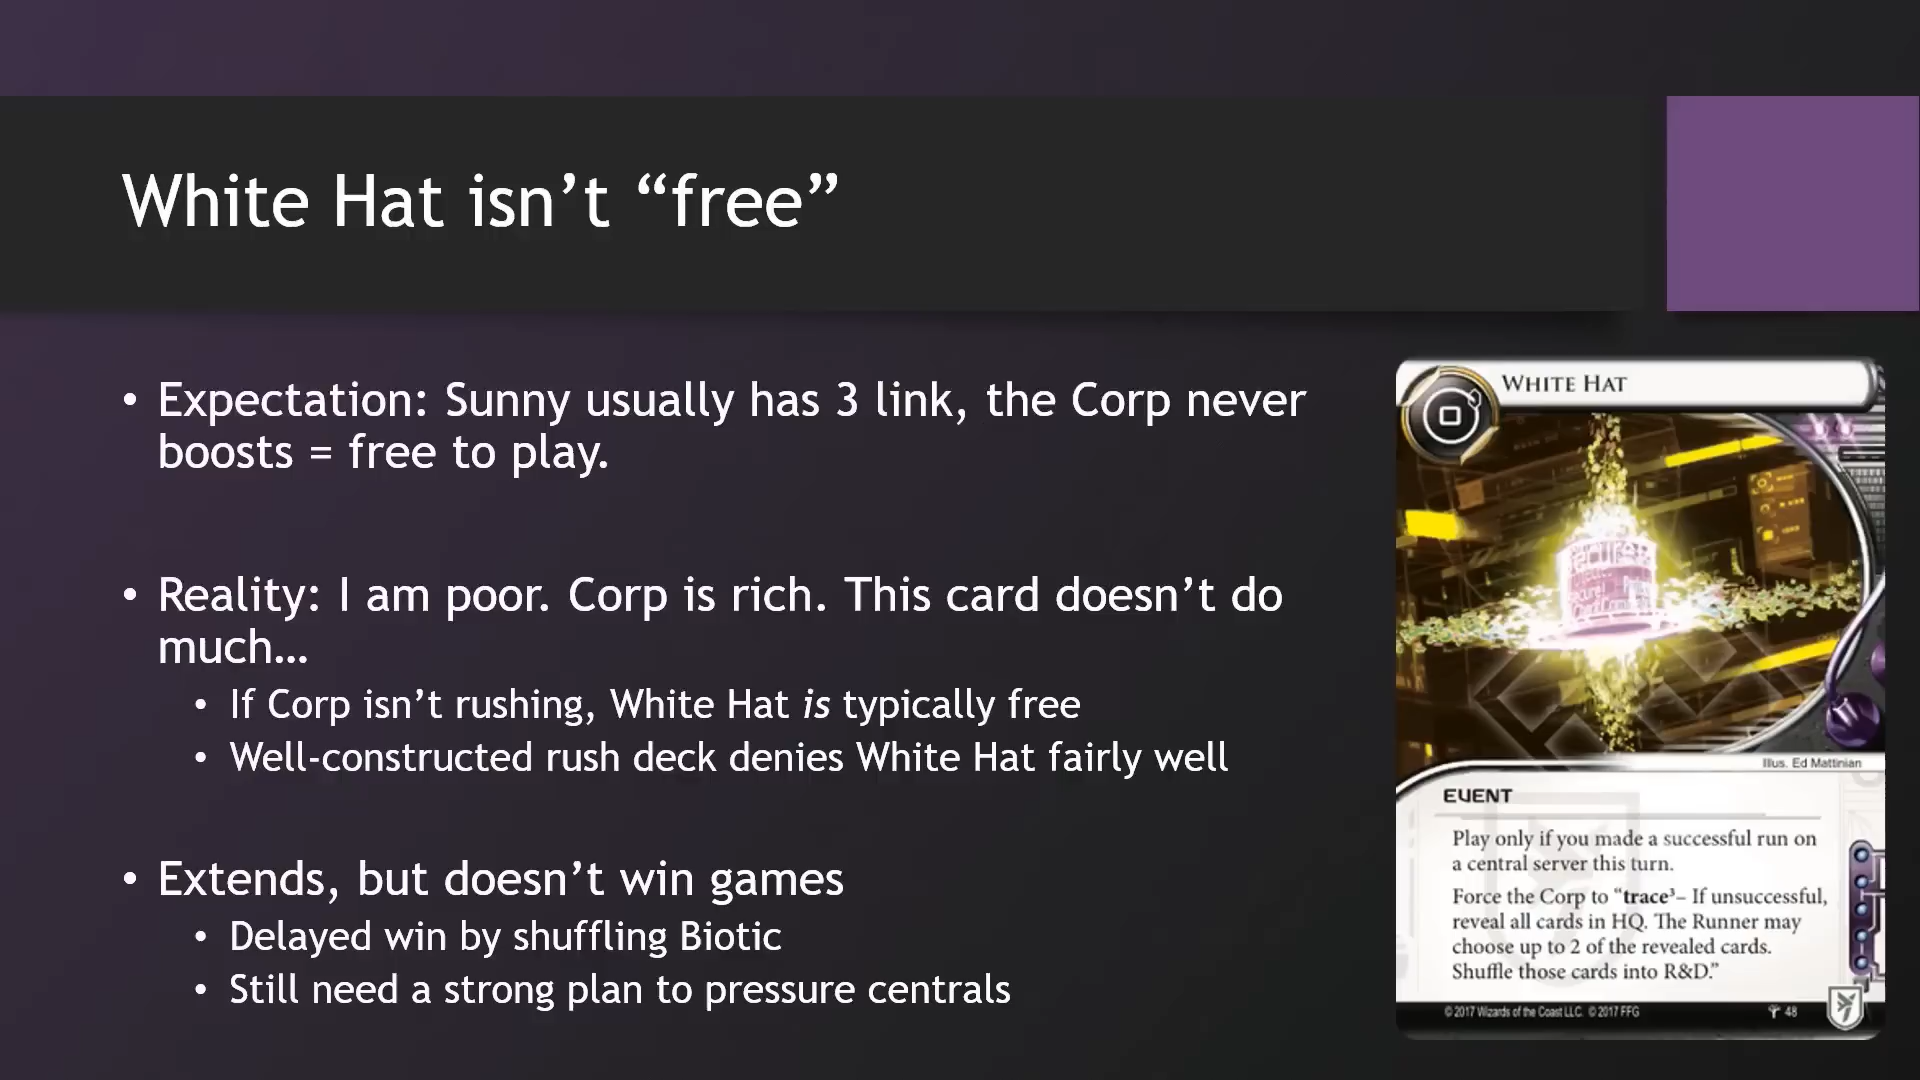 White Hat isn’t “free”
• Expectation: Sunny usually has 3 link, the Corp never
boosts = free to play.
• Reality: I am poor. Corp is rich. This card doesn’t do
much…
• If Corp isn’t rushing, White Hat is typically free
• Well-constructed rush deck denies White Hat fairly well
• Extends, but doesn’t win games
• Delayed win by shuffling Biotic
• Still need a strong plan to pressure centrals
WHITE HAT
Illus. Ed Mattinian
EVENT
Play only if you made a successful run on
a central server this turn.
Force the Corp to “trace³– If unsuccessful,
reveal all cards in HQ. The Runner may
choose up to 2 of the revealed cards.
Shuffle those cards into R&D.”
© 2017 Wizards of the Coast LLC. © 2017 FFG
48